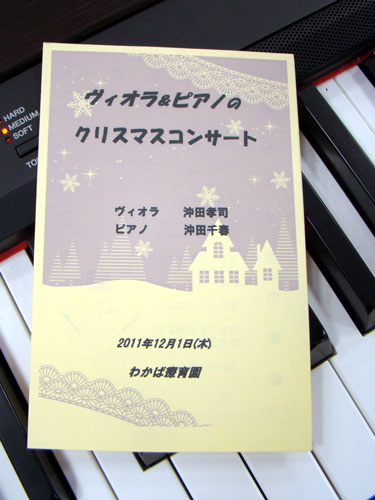 HARD
MEDIUM
SOFT
ヴィオラ&ピアノの
クリスマスコンサート
ヴィオラ 沖田孝司
ピアノ 沖田千春
2011年12月1日(木)
わかば療育園